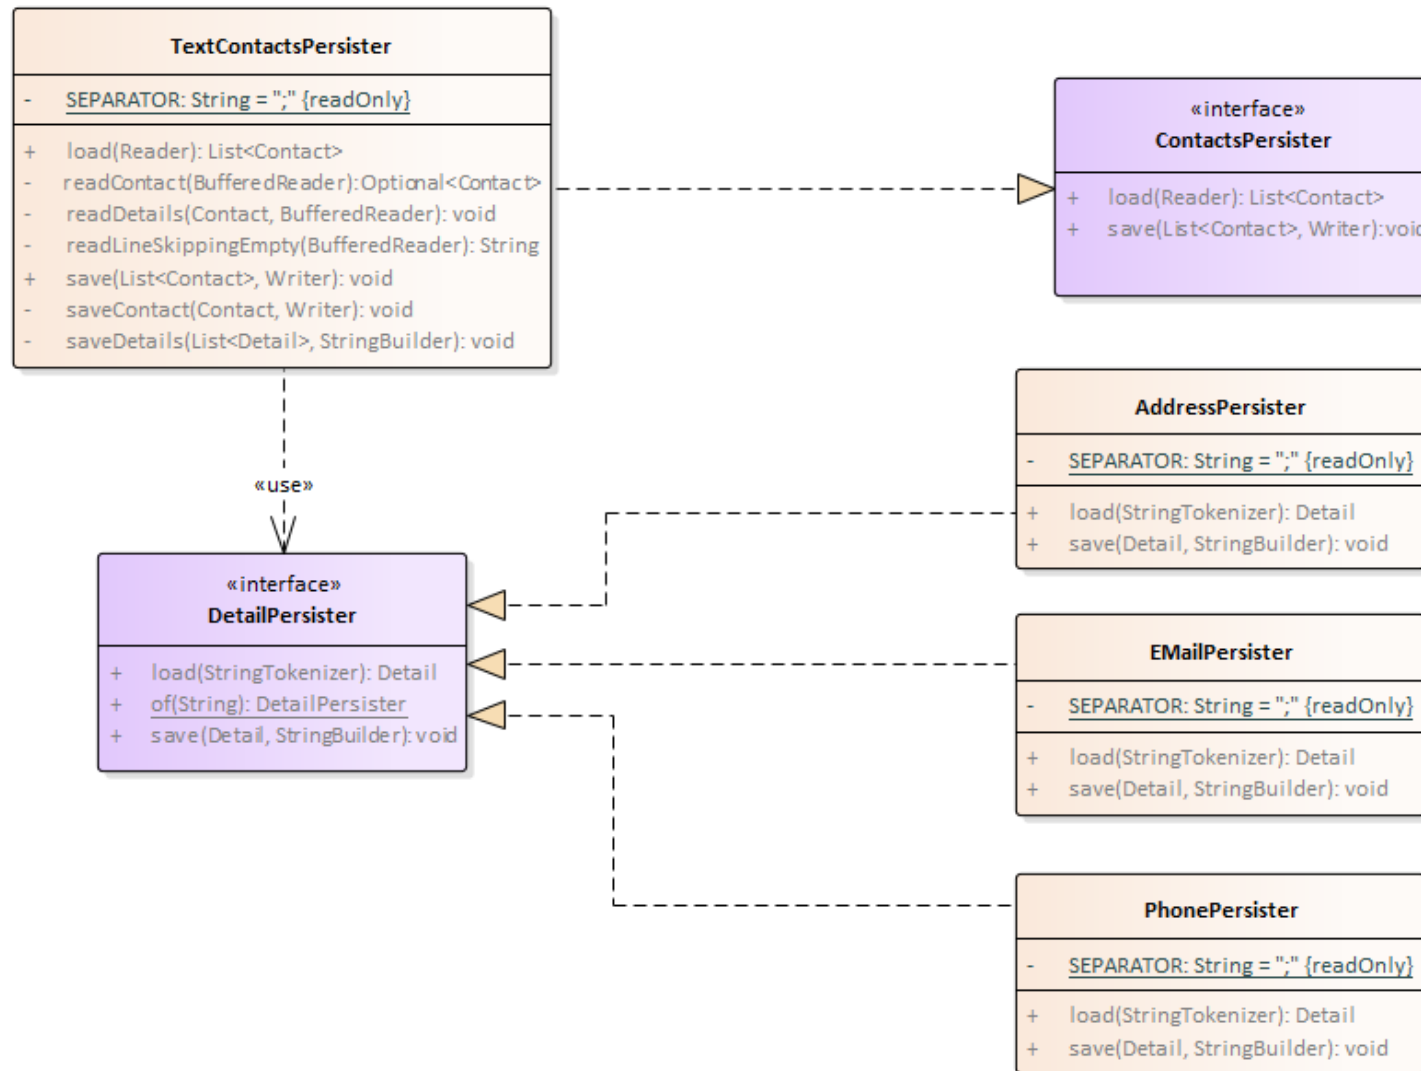 TextContactsPersister
- SEPARATOR: String = ";" {readOnly}
+ load(Reader): List<Contact>
- readContact(BufferedReader):Optional<Contact>
- readDetails(Contact, BufferedReader): void
- readLineSkippingEmpty(BufferedReader): String
+ save(List<Contact>, Writer): void
- saveContact(Contact, Writer): void
- saveDetails(List<Detail>, StringBuilder): void
«interface»
ContactsPersister
+ load(Reader): List<Contact>
+ save(List<Contact>, Writer):void
«use»
«interface»
DetailPersister
+ load(StringTokenizer): Detail
+ of(String): DetailPersister
+ save(Detail, StringBuilder): void
AddressPersister
- SEPARATOR: String = ";" {readOnly}
+ load(StringTokenizer): Detail
+ save(Detail, StringBuilder): void
EMailPersister
- SEPARATOR: String = ";" {readOnly}
+ load(StringTokenizer): Detail
+ save(Detail, StringBuilder): void
PhonePersister
- SEPARATOR: String = ";" {readOnly}
+ load(StringTokenizer): Detail
+ save(Detail, StringBuilder): void